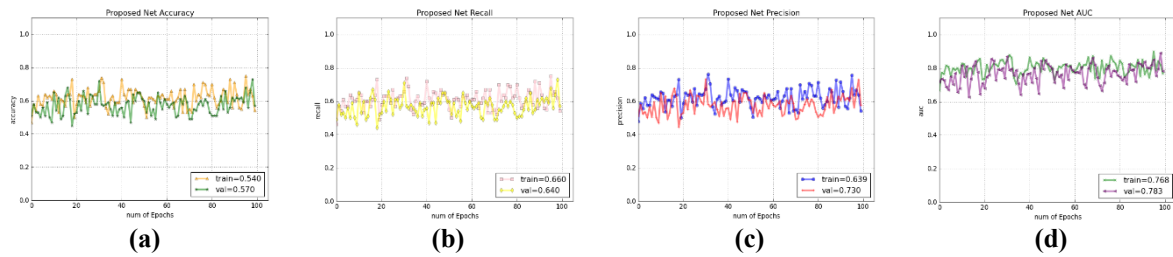 Proposed Net Accuracy
accuracy
1.0
0.8
0.6
0.4
0.2
0.0
0 20 40 60 80 100
num of Epochs
train=0.540
val=0.570
(a)
Proposed Net Recall
recall
1.0
0.8
0.6
0.4
0.2
0.0
0 20 40 60 80 100
num of Epochs
train=0.660
val=0.640
(b)
Proposed Net Precision
precision
1.0
0.8
0.6
0.4
0.2
0.0
0 20 40 60 80 100
num of Epochs
train=0.639
val=0.730
(c)
Proposed Net AUC
auc
1.0
0.8
0.6
0.4
0.2
0.0
0 20 40 60 80 100
num of Epochs
train=0.768
val=0.783
(d)